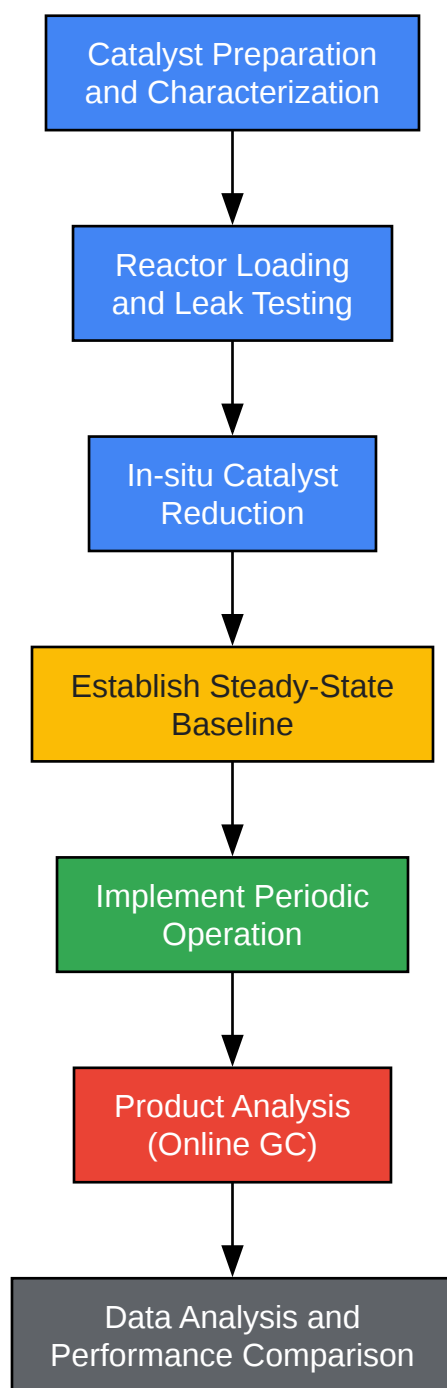 Catalyst Preparation
and Characterization
Reactor Loading
and Leak Testing
In-situ Catalyst
Reduction
Establish Steady-State
Baseline
Implement Periodic
Operation
Product Analysis
(Online GC)
Data Analysis and
Performance Comparison